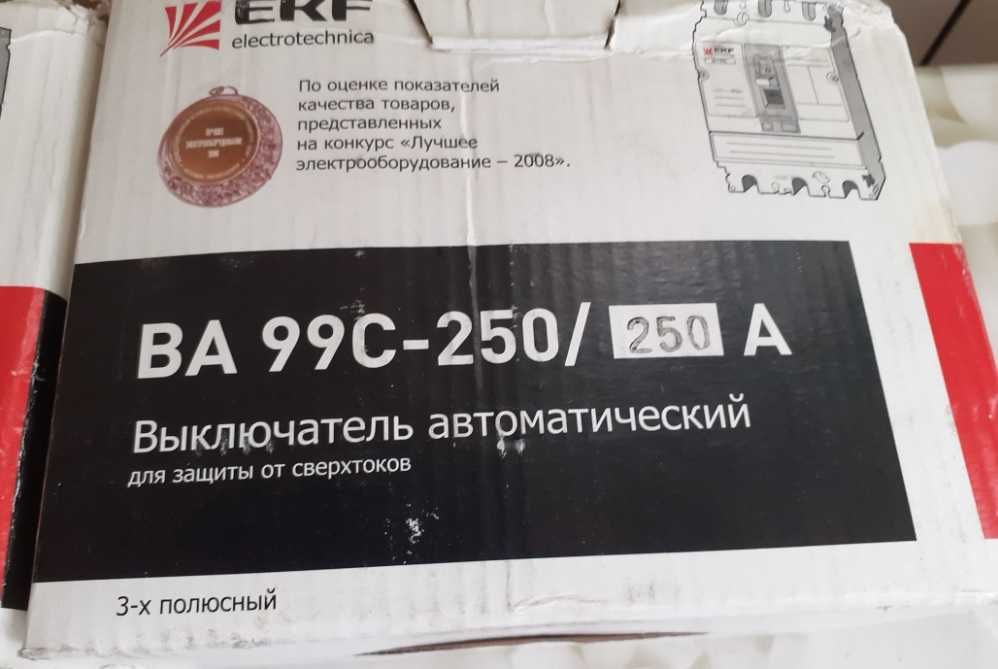 EKF
electrotechnica
По оценке показателей
качества товаров,
представленных
на конкурс «Лучшее
электрооборудование – 2008».
EKF
ВА 99С-250/ 250 А
Выключатель автоматический
для защиты от сверхтоков
3-х полюсный